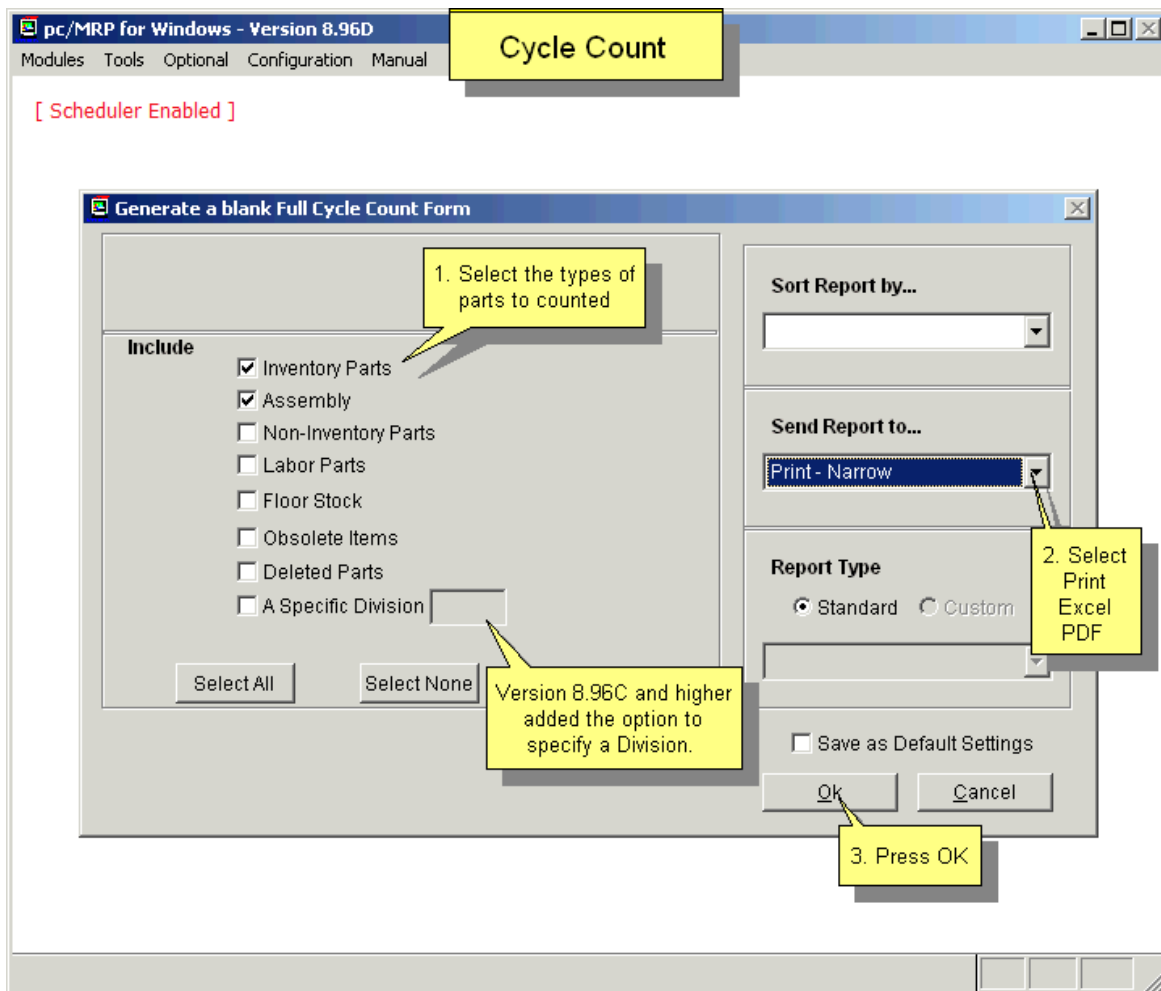 pc/MRP for Windows - Version 8.96D
Cycle Count
Modules Tools Optional Configuration Manual
[ Scheduler Enabled ]
Generate a blank Full Cycle Count Form
1. Select the types of
parts to counted
Include
Inventory Parts
Assembly
Non-Inventory Parts
Labor Parts
Floor Stock
Obsolete Items
Deleted Parts
A Specific Division
Select All
Select None
Version 8.96C and higher
added the option to
specify a Division.
Sort Report by...
Send Report to...
Print - Narrow
2. Select
Print
Excel
PDF
Report Type
Standard
Custom
Save as Default Settings
Ok
Cancel
3. Press OK